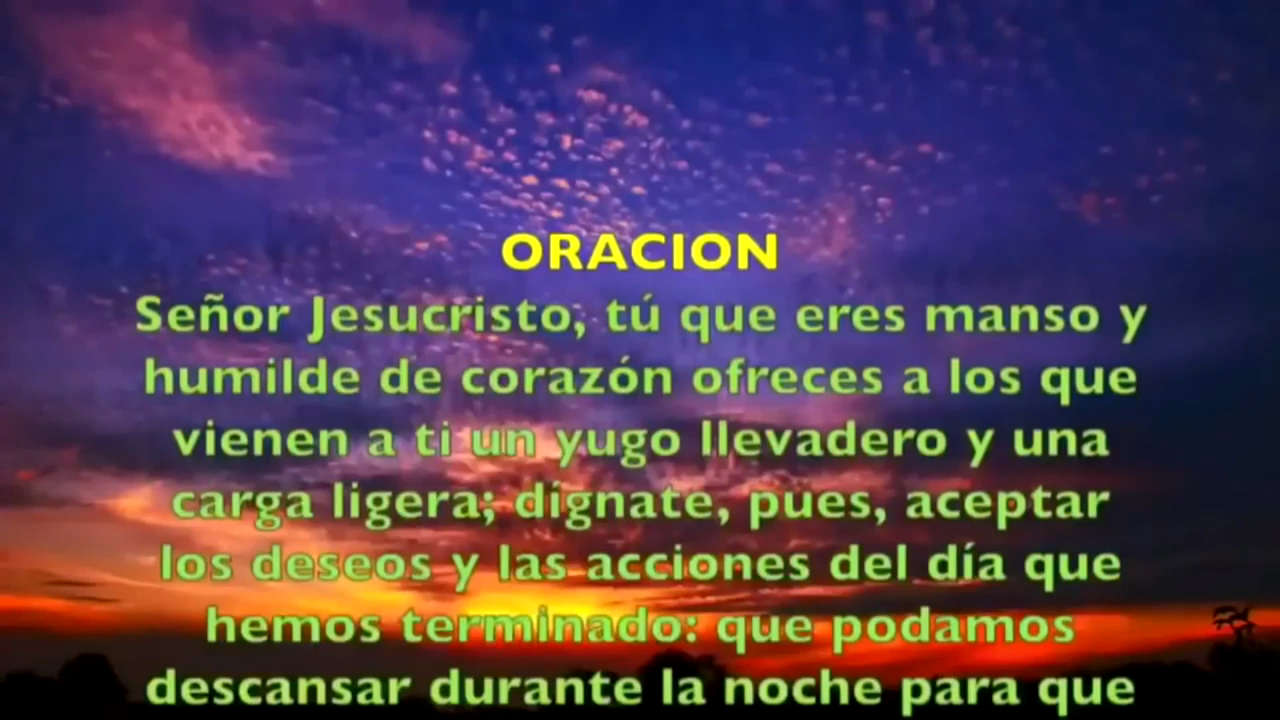 ORACION
Señor Jesucristo, tú que eres manso y
humilde de corazón ofreces a los que
vienen a ti un yugo llevadero y una
carga ligera; dígnate, pues, aceptar
los deseos y las acciones del día que
hemos terminado: que podamos
descansar durante la noche para que